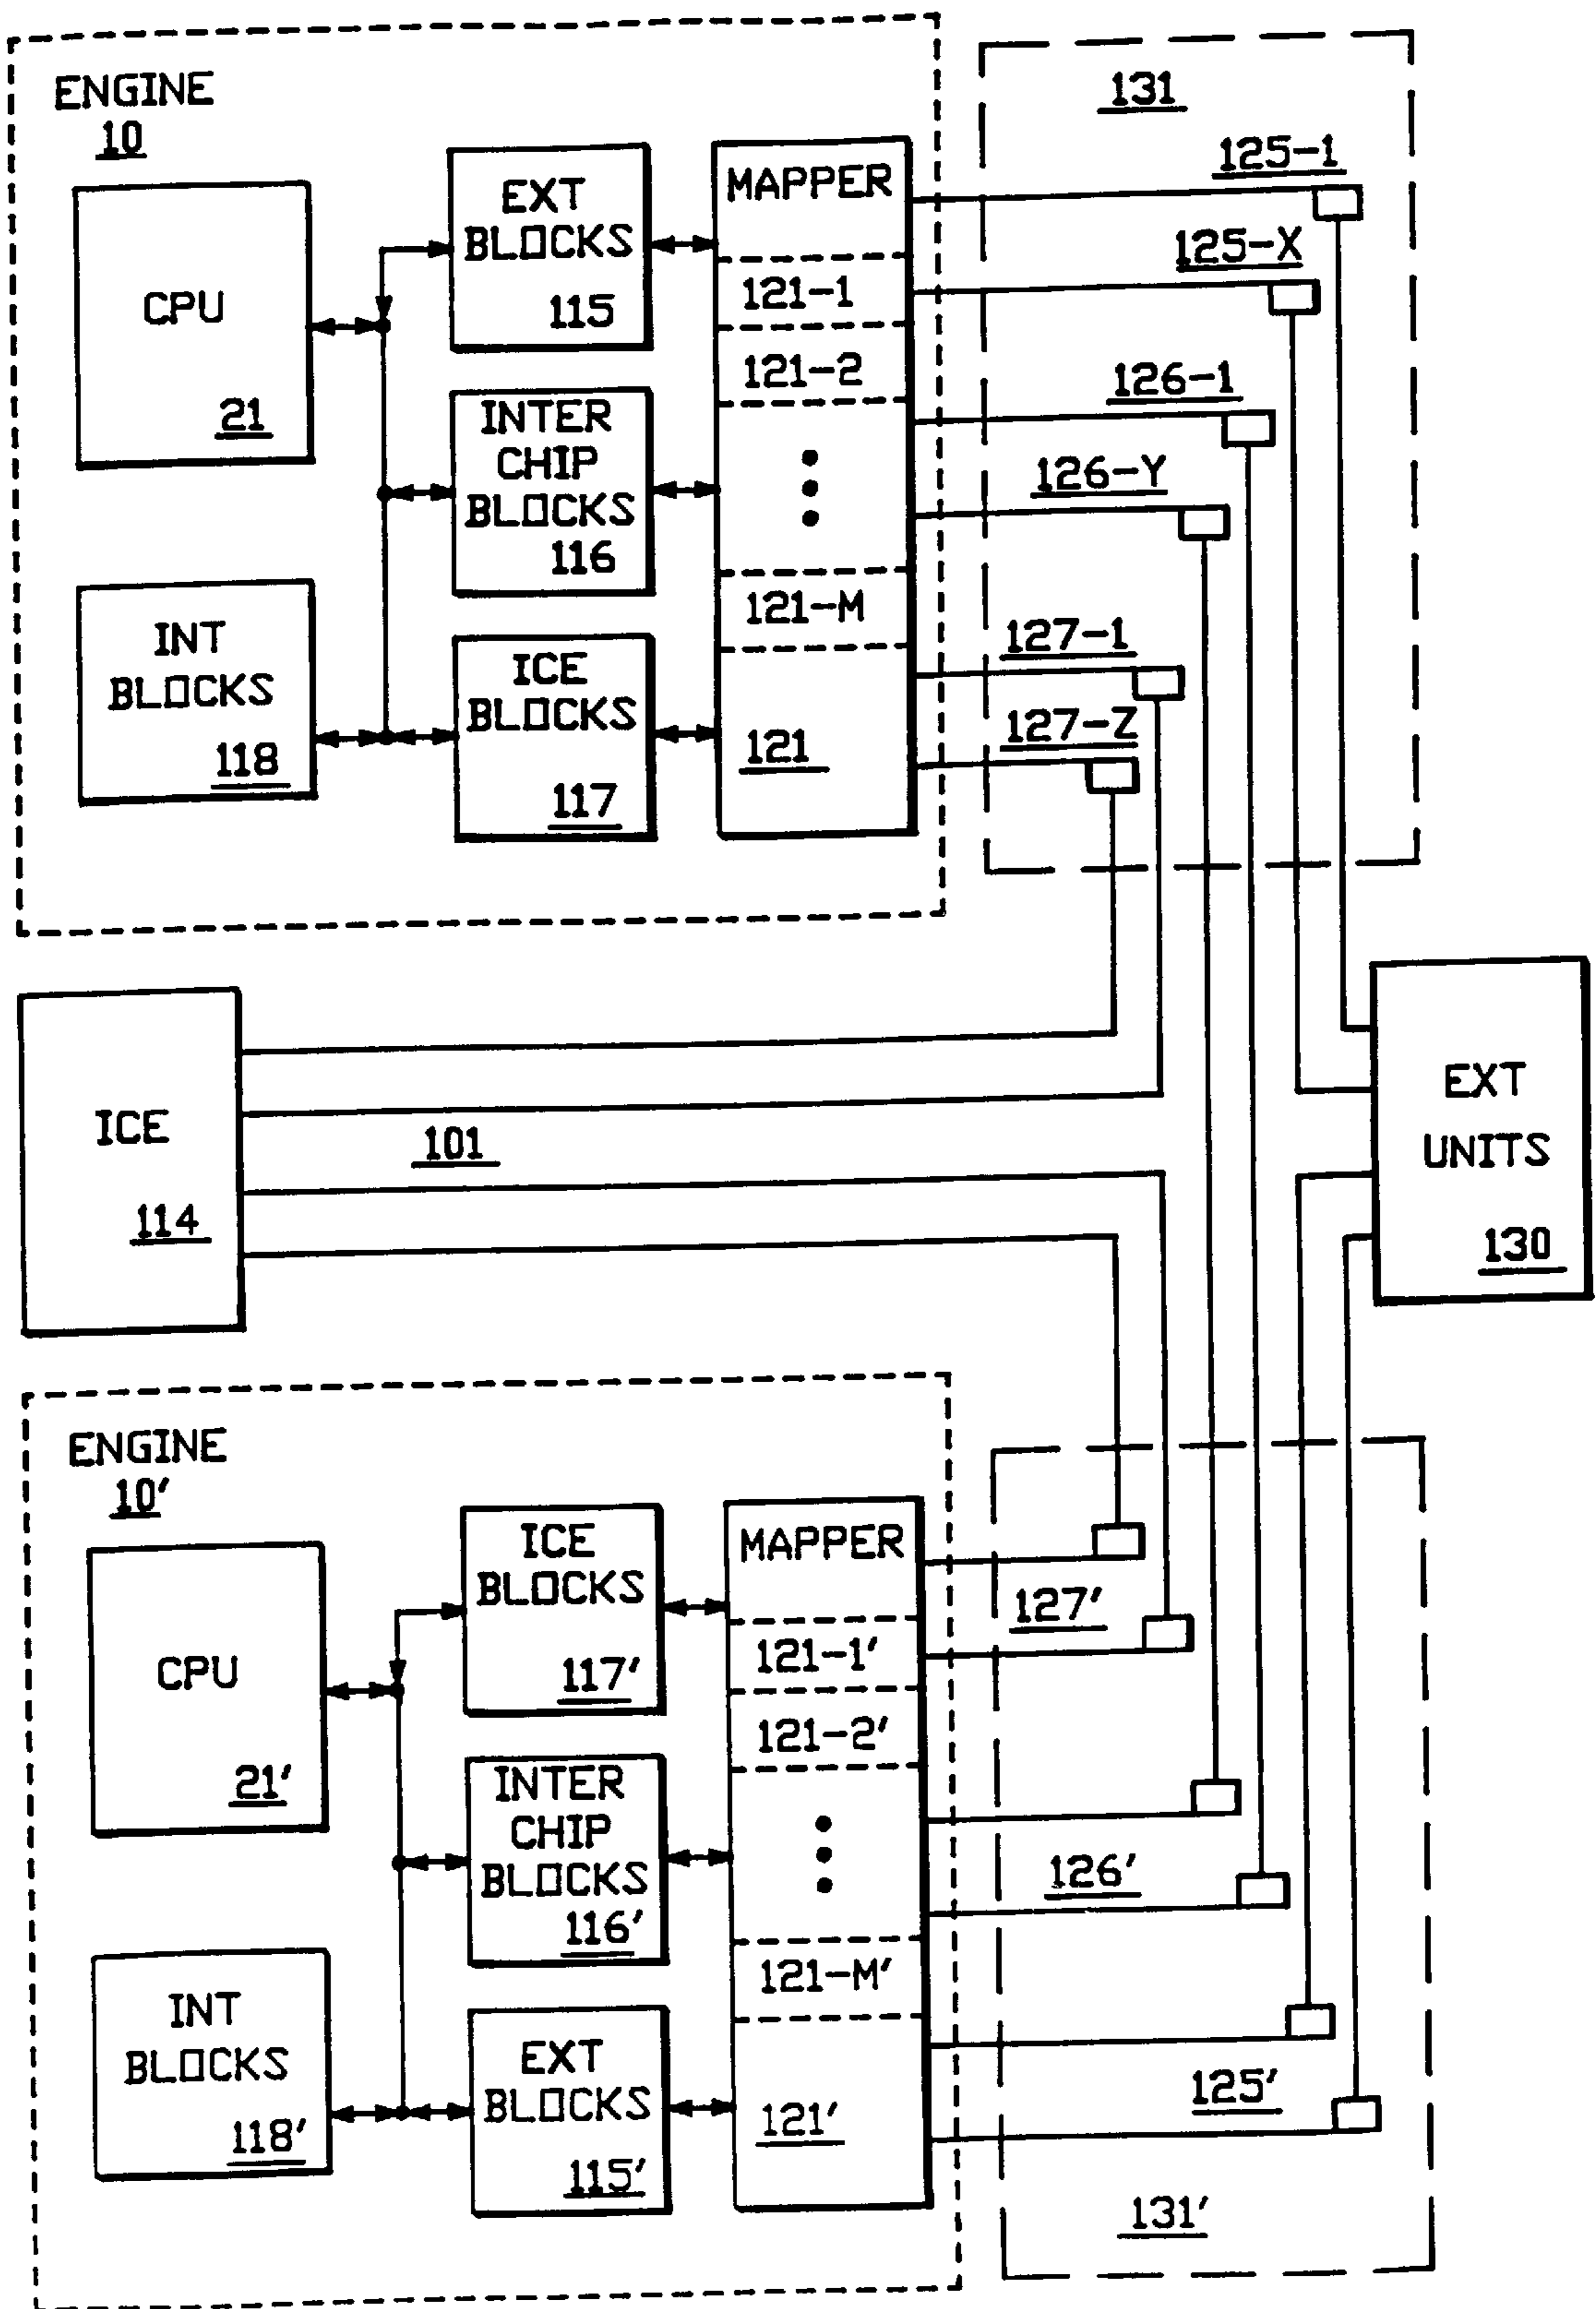 ENGINE
10
CPU
21
INT
BLOCKS
118
EXT
BLOCKS
115
INTER
CHIP
BLOCKS
116
ICE
BLOCKS
117
MAPPER
121-1
121-2
121-M
121
131
125-1
125-X
126-1
126-Y
127-1
127-Z
ICE
114
101
EXT
UNITS
130
ENGINE
10'
CPU
21'
INT
BLOCKS
118'
ICE
BLOCKS
117'
INTER
CHIP
BLOCKS
116'
EXT
BLOCKS
115'
MAPPER
121-1'
121-2'
121-M'
121'
127'
126'
125'
131'